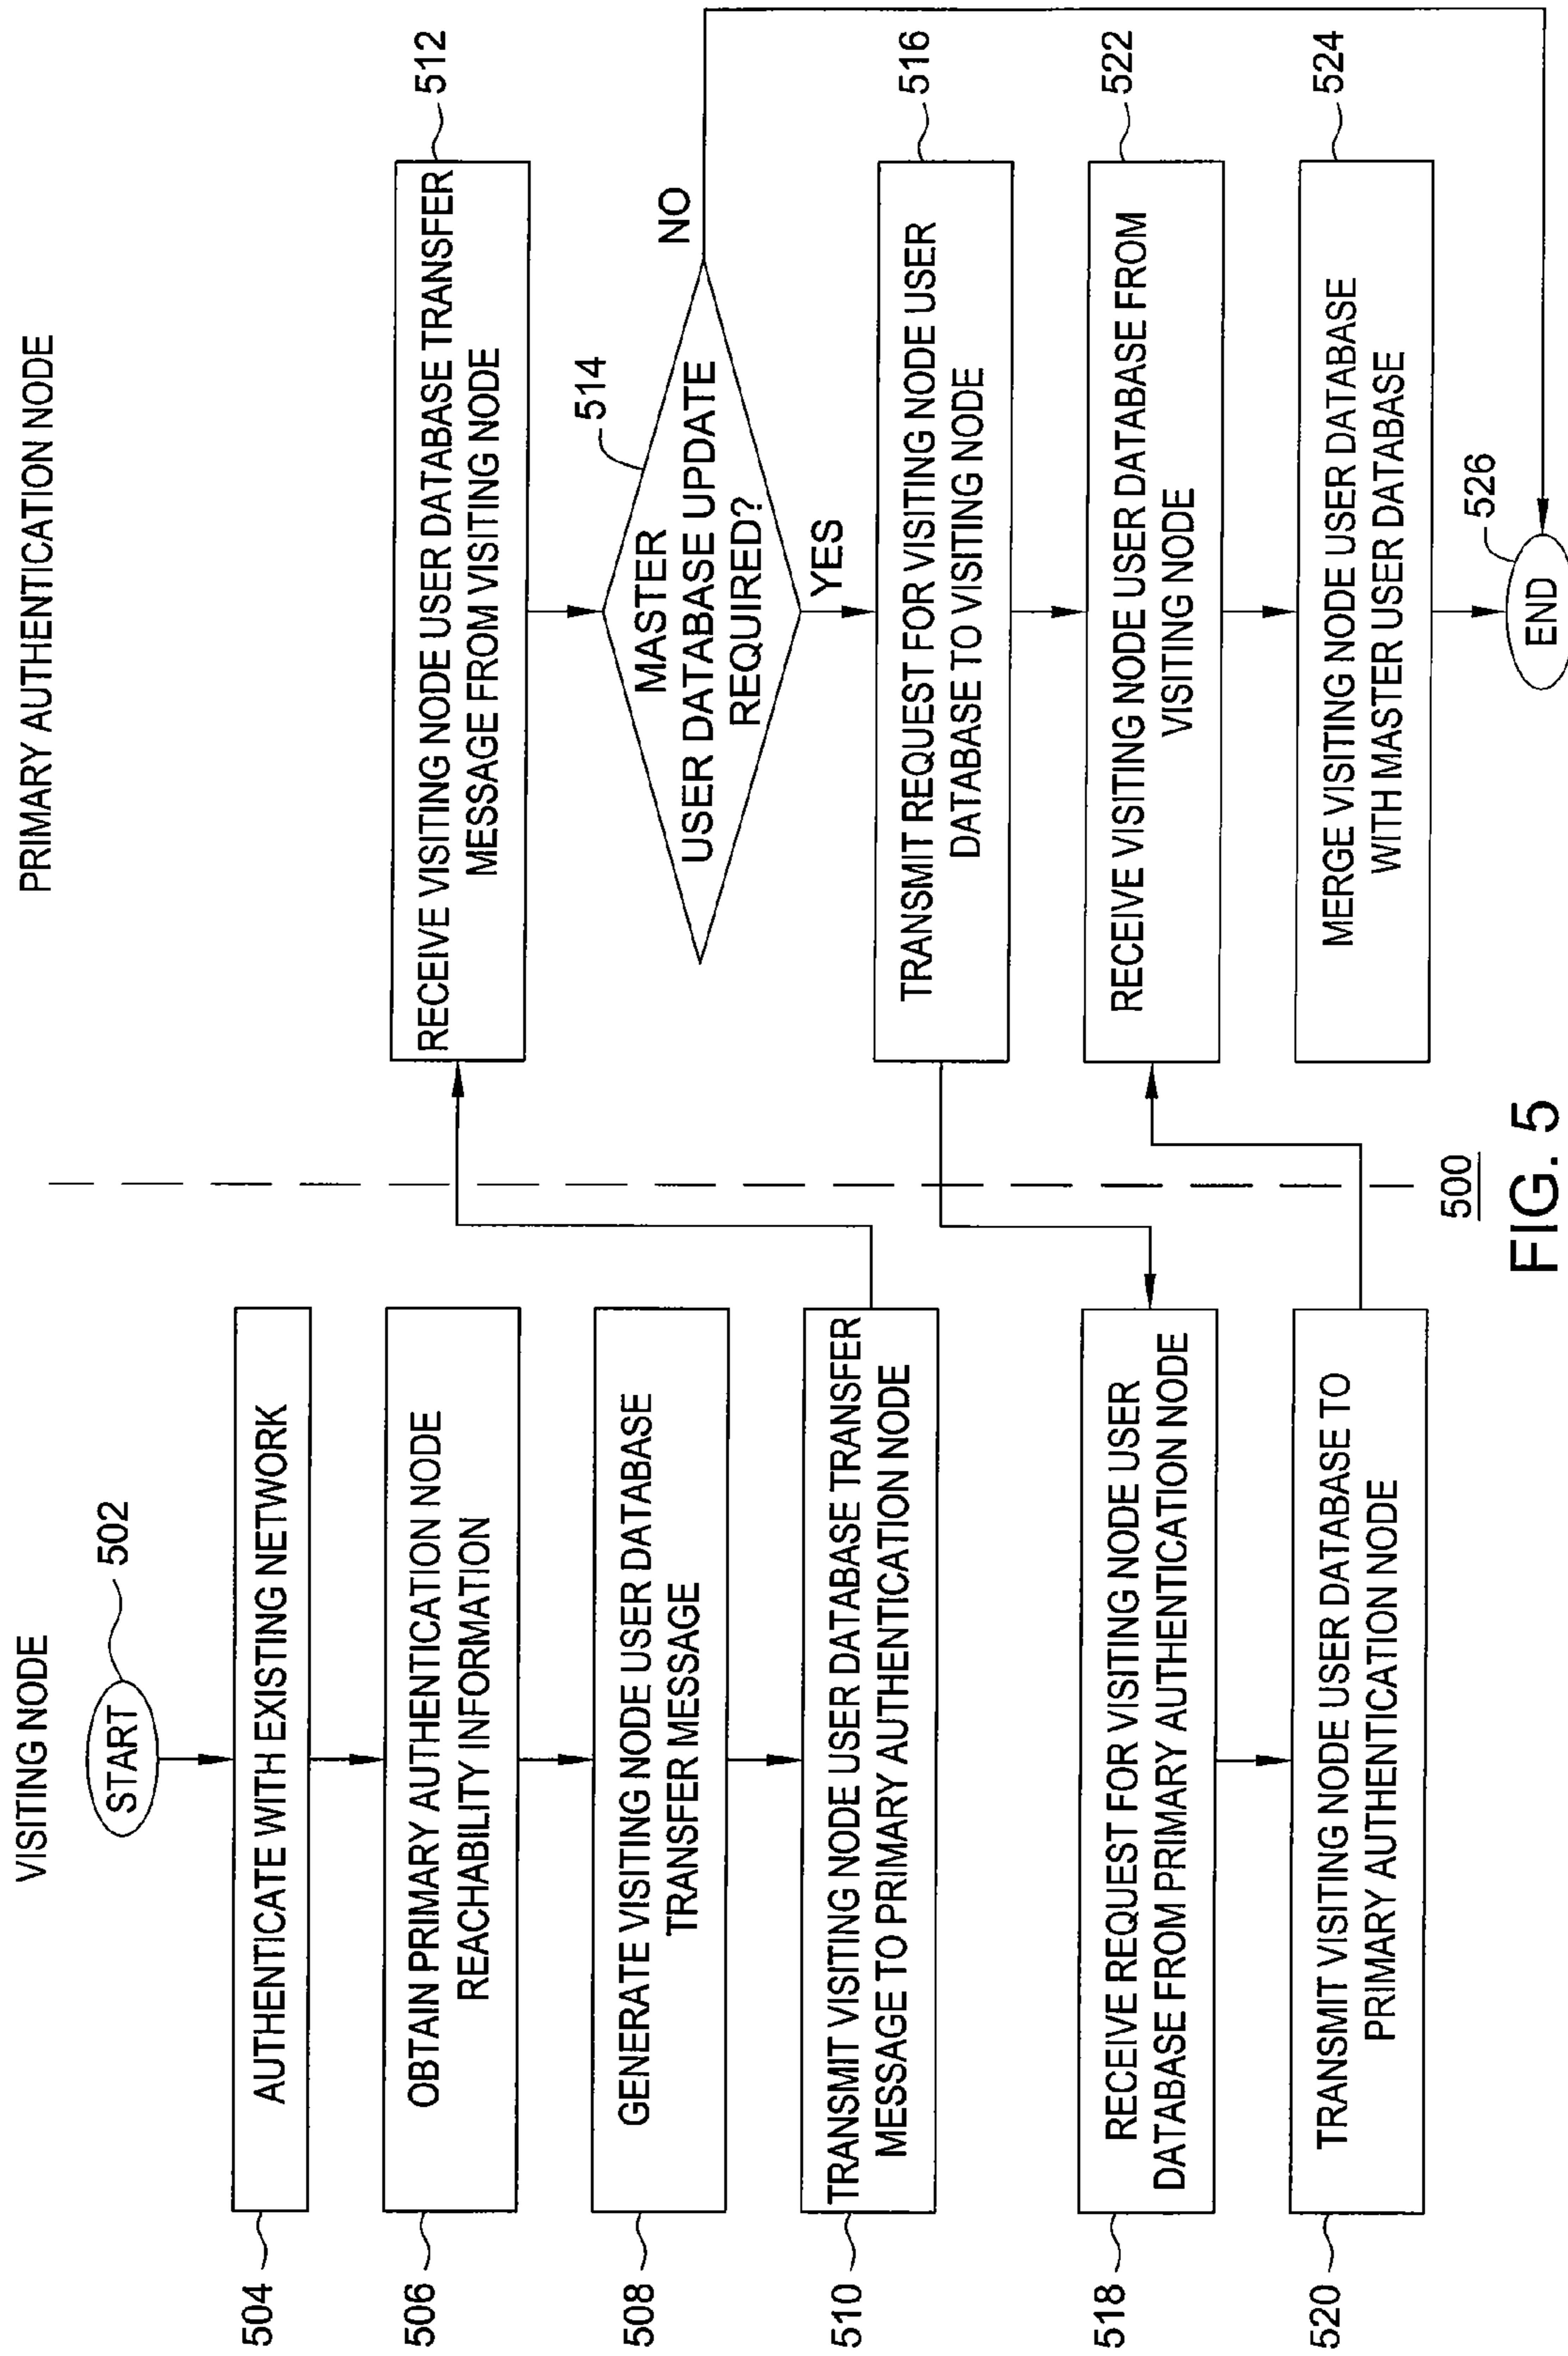 VISITING NODE
START
502
504
AUTHENTICATE WITH EXISTING NETWORK
506
OBTAIN PRIMARY AUTHENTICATION NODE
REACHABILITY INFORMATION
508
GENERATE VISITING NODE USER DATABASE
TRANSFER MESSAGE
510
TRANSMIT VISITING NODE USER DATABASE TRANSFER
MESSAGE TO PRIMARY AUTHENTICATION NODE
518
RECEIVE REQUEST FOR VISITING NODE USER
DATABASE FROM PRIMARY AUTHENTICATION NODE
520
TRANSMIT VISITING NODE USER DATABASE TO
PRIMARY AUTHENTICATION NODE
PRIMARY AUTHENTICATION NODE
RECEIVE VISITING NODE USER DATABASE TRANSFER
MESSAGE FROM VISITING NODE
512
514
MASTER
USER DATABASE UPDATE
REQUIRED?
NO
YES
TRANSMIT REQUEST FOR VISITING NODE USER
DATABASE TO VISITING NODE
516
RECEIVE VISITING NODE USER DATABASE FROM
VISITING NODE
522
MERGE VISITING NODE USER DATABASE
WITH MASTER USER DATABASE
524
END
526
500
FIG. 5